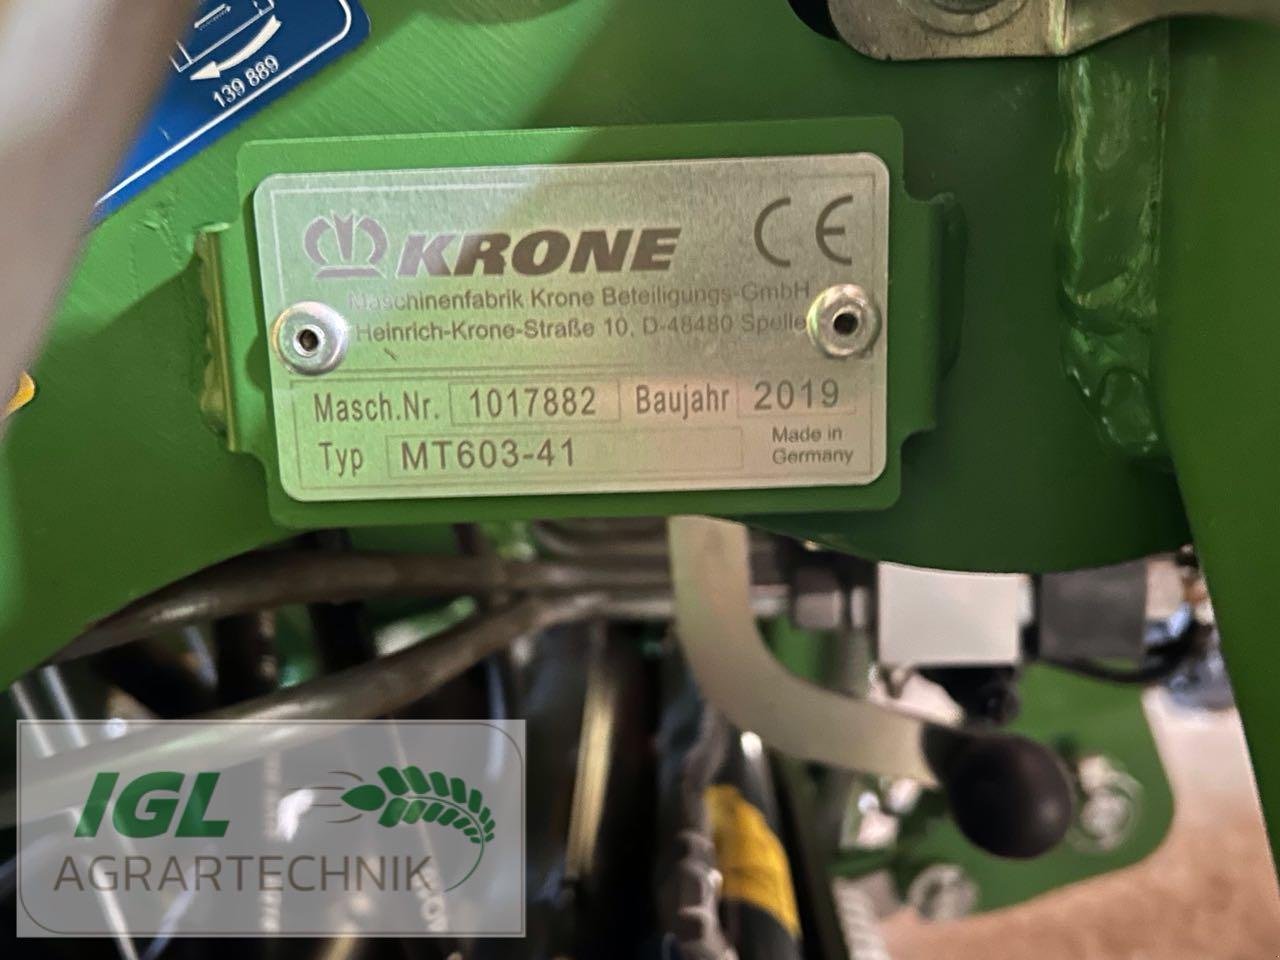 139 889
KRONE CE
Maschinenfabrik Krone Beteiligungs-GmbH
Heinrich-Krone-Straße 10, D-48480 Spelle
Masch.Nr. 1017882 Baujahr 2019
Typ MT603-41 Made in
Germany
IGL
AGRARTECHNIK